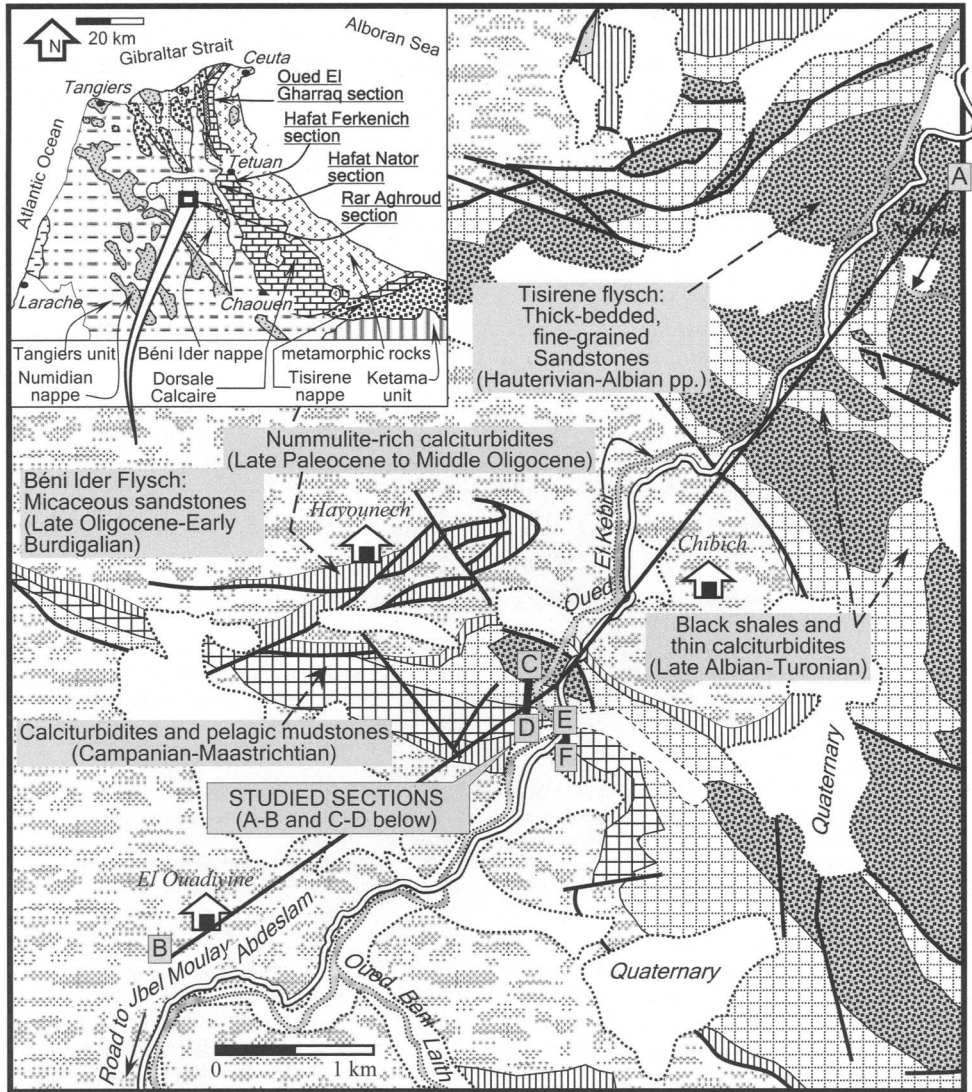 N
20 km
Gibraltar Strait
Alboran Sea
Ceuta
Tangiers
Oued El
Gharraq section
Hafat Ferkenich
section
Atlantic Ocean
Tetuan
Hafat Nator
section
Rar Aghroud
section
Larache
Chaouen
Tangiers unit
Béni Ider nappe
metamorphic rocks
Numidian
nappe
Dorsale
Calcaire
Tisirene
nappe
Ketama
unit
A
Tisirene flysch:
Thick-bedded,
fine-grained
Sandstones
(Hauterivian-Albian pp.)
Nummulite-rich calciturbidites
(Late Paleocene to Middle Oligocene)
Béni Ider Flysch:
Micaceous sandstones
(Late Oligocene-Early
Burdigalian)
Hayounech
Oued El Kebir
Chibich
Black shales and
thin calciturbidites
(Late Albian-Turonian)
C
D
E
F
Calciturbidites and pelagic mudstones
(Campanian-Maastrichtian)
STUDIED SECTIONS
(A-B and C-D below)
Quaternary
El Ouadiyine
B
Road to Jbel Moulay Abdeslam
Oued Beni Laith
Quaternary
0 1 km